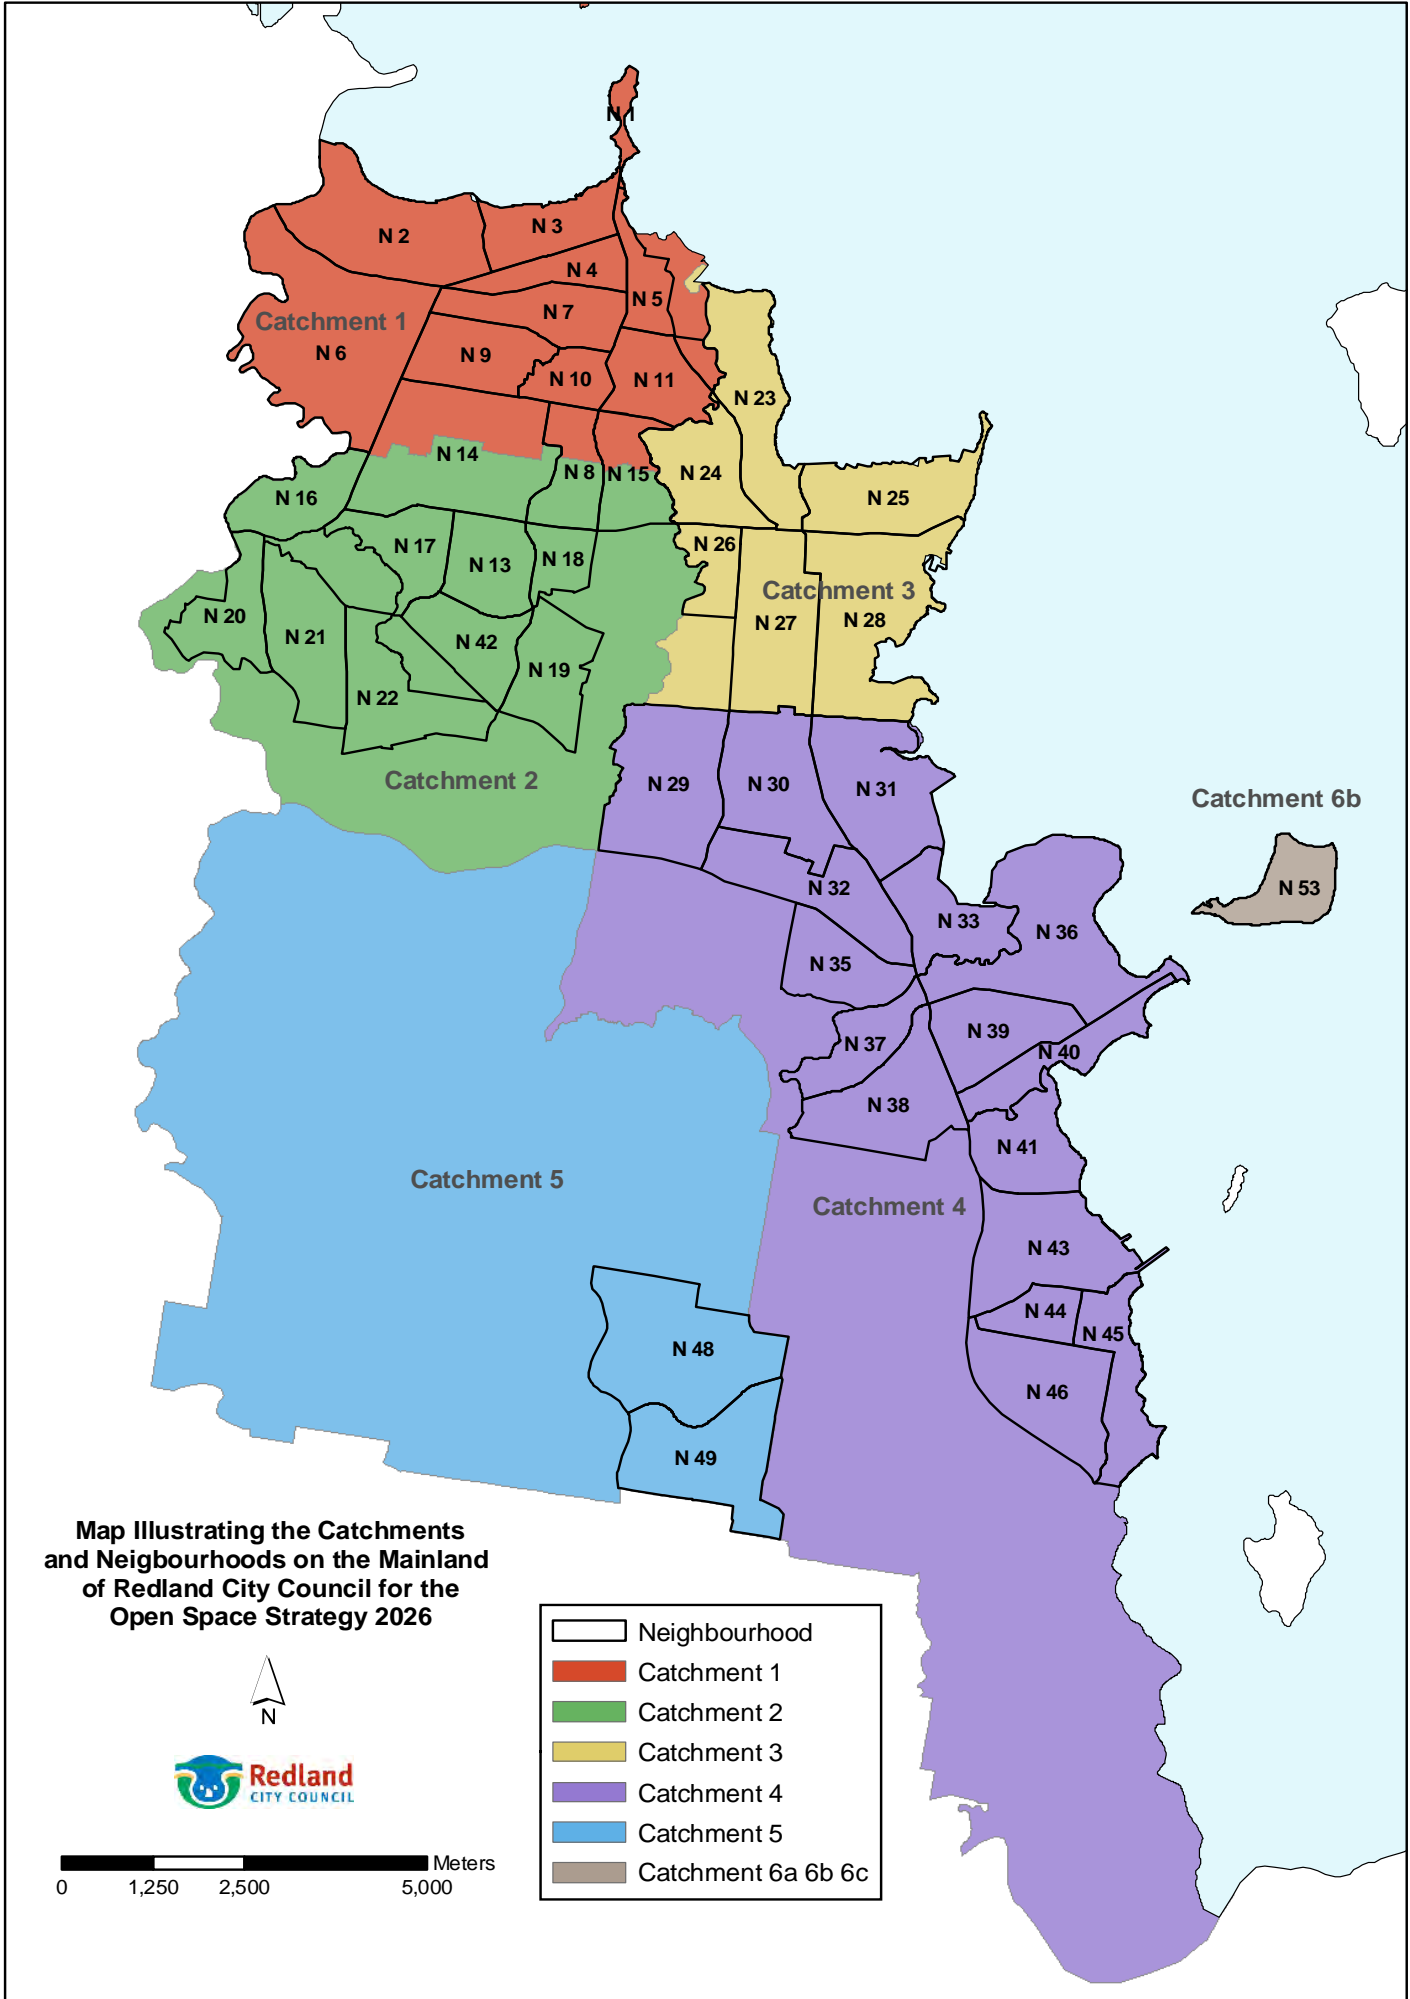 N 1
N 2
N 3
N 4
N 5
N 7
Catchment 1
N 6
N 9
N 10
N 11
N 23
N 14
N 8
N 15
N 24
N 25
N 16
N 17
N 13
N 18
N 26
Catchment 3
N 20
N 21
N 42
N 19
N 27
N 28
N 22
Catchment 2
N 29
N 30
N 31
Catchment 6b
N 32
N 53
N 33
N 36
N 35
N 37
N 39
N 40
N 38
N 41
Catchment 5
Catchment 4
N 43
N 44
N 45
N 48
N 46
N 49
Map Illustrating the Catchments
and Neigbourhoods on the Mainland
of Redland City Council for the
Open Space Strategy 2026
N
Redland
CITY COUNCIL
Meters
0 1,250 2,500 5,000
Neighbourhood
Catchment 1
Catchment 2
Catchment 3
Catchment 4
Catchment 5
Catchment 6a 6b 6c